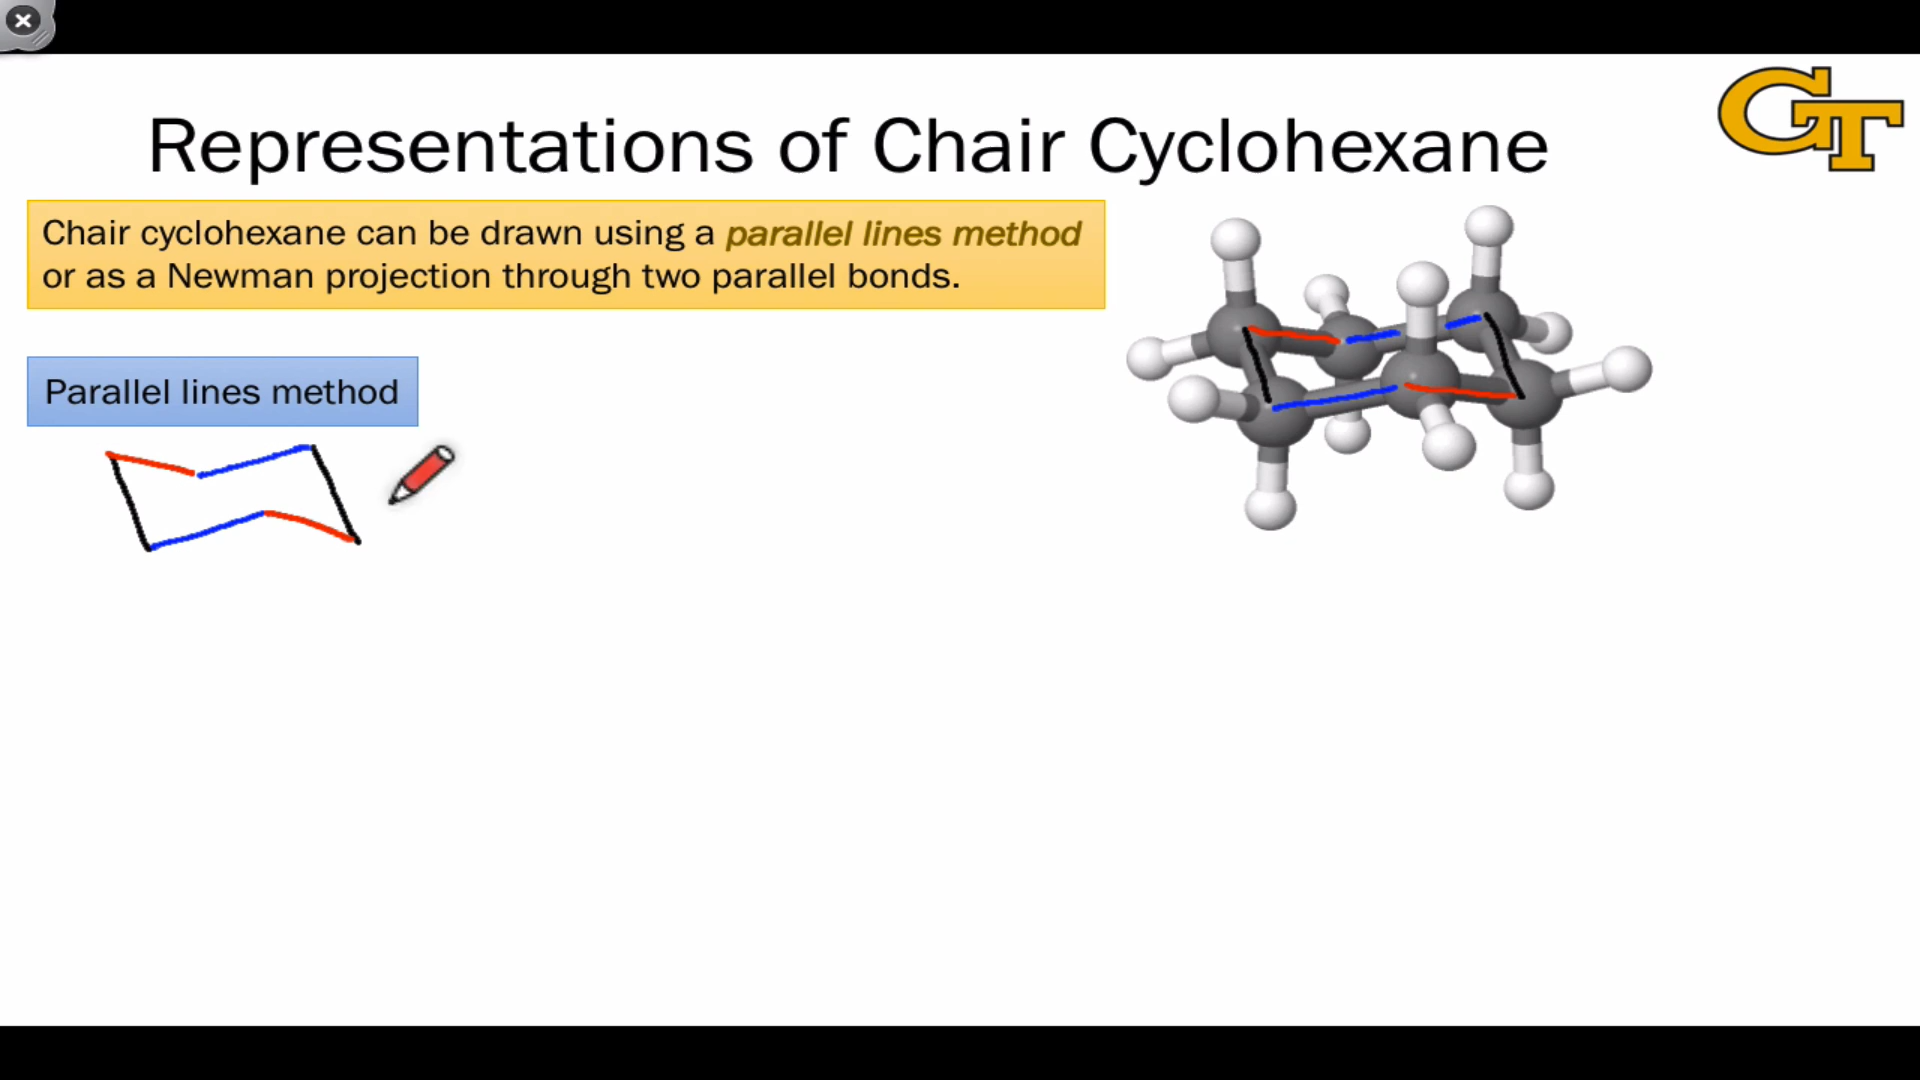 Representations of Chair Cyclohexane
GT
Chair cyclohexane can be drawn using a parallel lines method
or as a Newman projection through two parallel bonds.
Parallel lines method